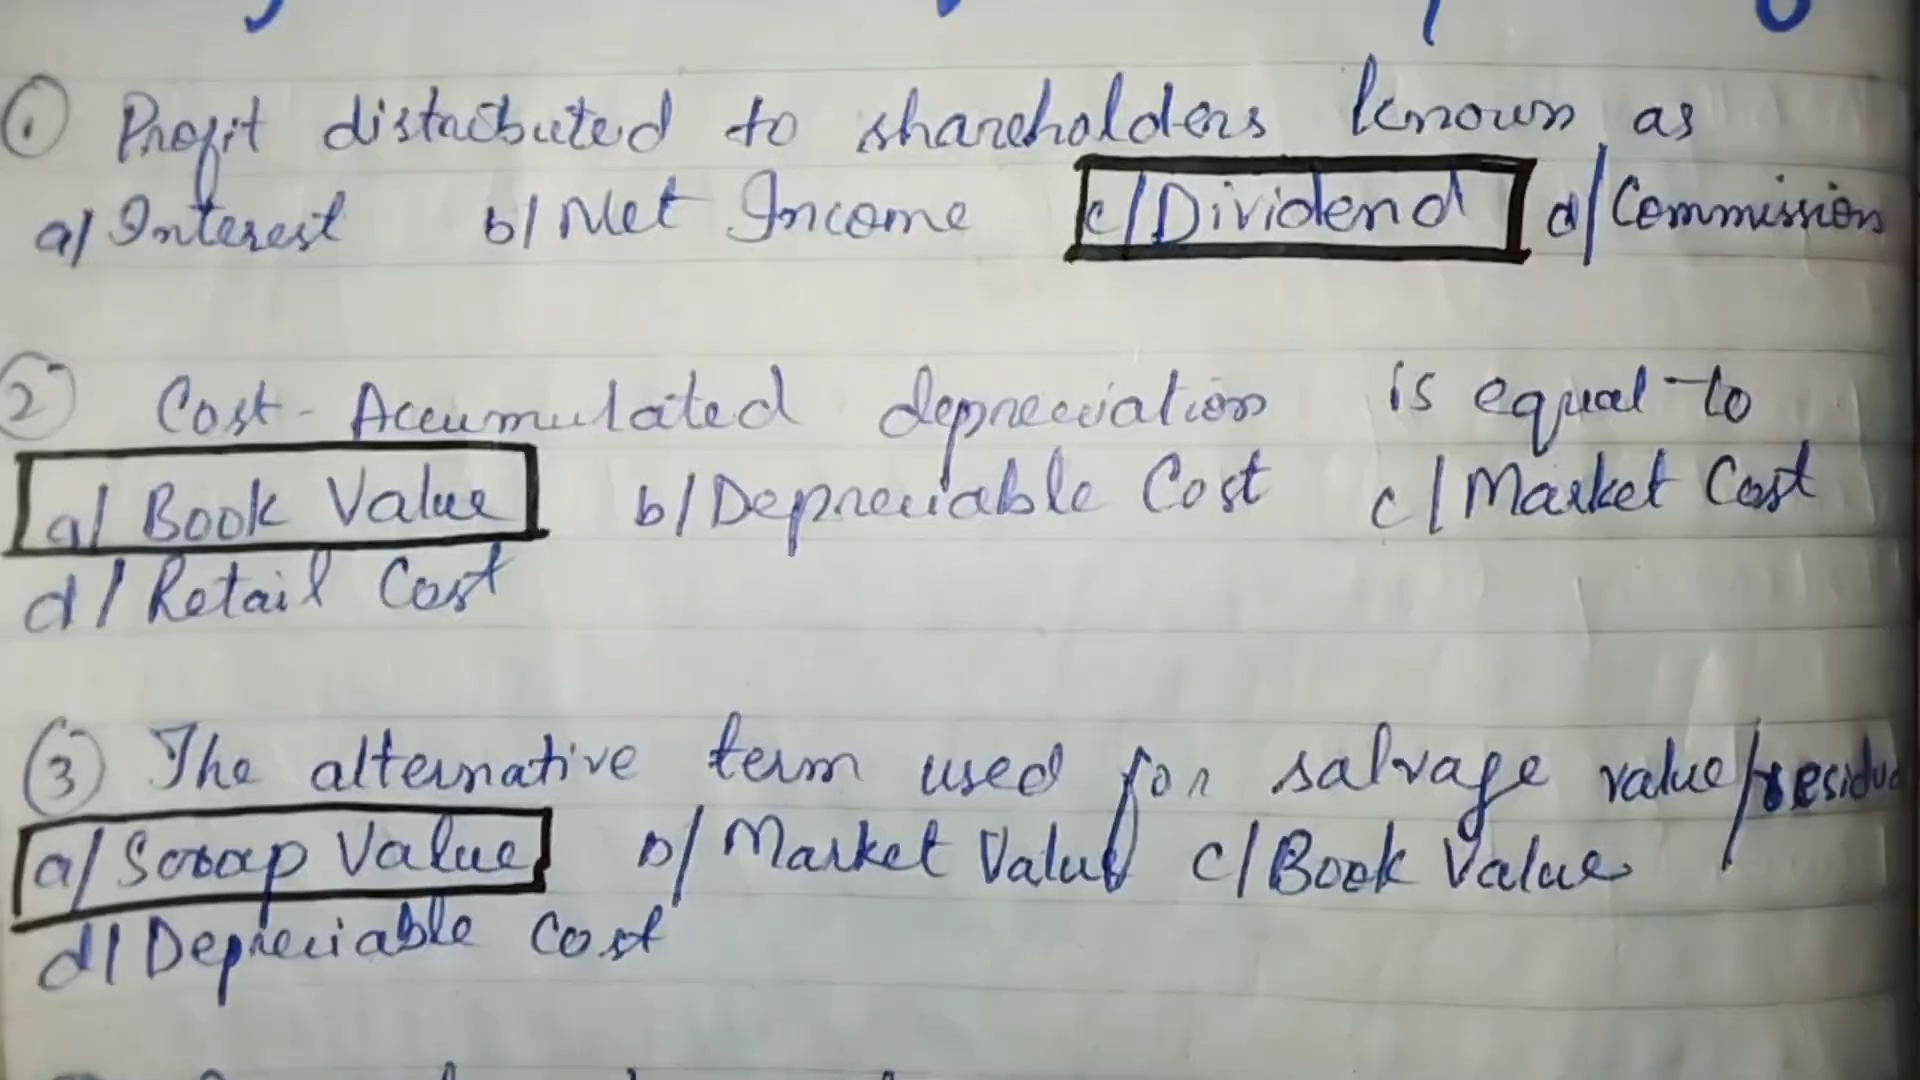 ① Profit distributed to shareholders known as
a/ Interest b/ Net Income c/ Dividend d/ Commission
② Cost - Accumulated depreciation is equal to
a/ Book Value b/ Depreciable Cost c/ Market Cost
d/ Retail Cost
③ The alternative term used for salvage value/residu
a/ Scrap Value b/ Market Value c/ Book Value
d/ Depreciable Cost